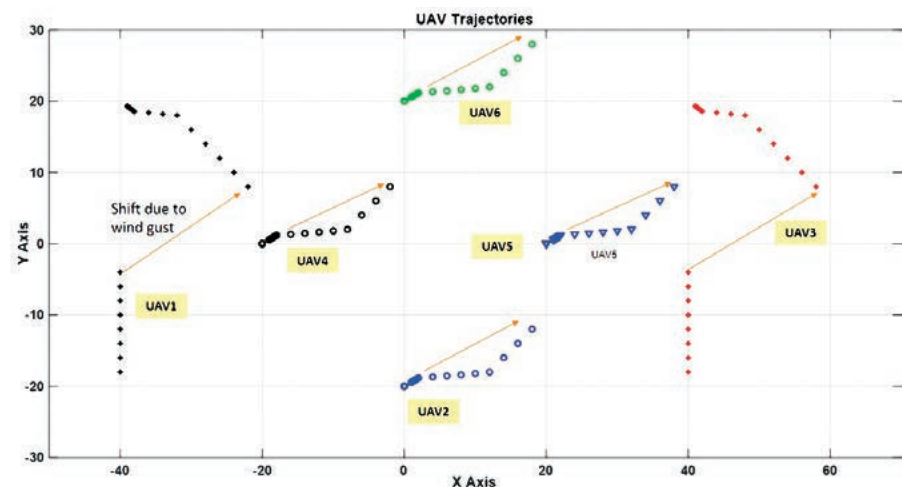 UAV Trajectories
30
20
10
0
-10
-20
-30
Y Axis
UAV6
Shift due to
wind gust
UAV4
UAV5
UAV5
UAV3
UAV1
UAV2
-40
-20
0
20
40
60
X Axis